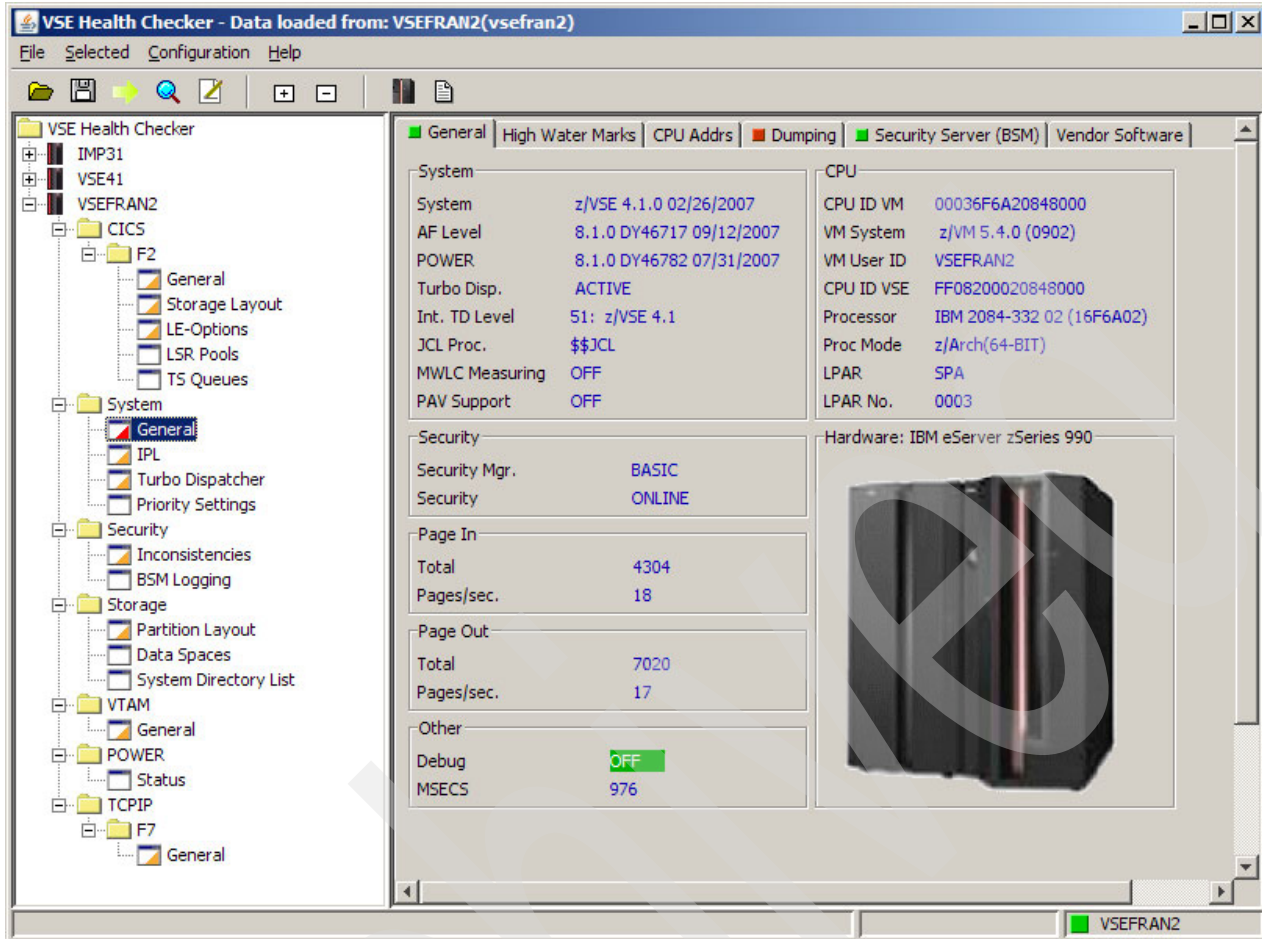 VSE Health Checker - Data loaded from: VSEFRAN2(vsefran2)
File Selected Configuration Help
VSE Health Checker
IMP31
VSE41
VSEFRAN2
CICS
F2
General
Storage Layout
LE-Options
LSR Pools
TS Queues
System
General
IPL
Turbo Dispatcher
Priority Settings
Security
Inconsistencies
BSM Logging
Storage
Partition Layout
Data Spaces
System Directory List
VTAM
General
POWER
Status
TCPIP
F7
General
General High Water Marks CPU Addrs Dumping Security Server (BSM) Vendor Software
System
System z/VSE 4.1.0 02/26/2007
AF Level 8.1.0 DY46717 09/12/2007
POWER 8.1.0 DY46782 07/31/2007
Turbo Disp. ACTIVE
Int. TD Level 51: z/VSE 4.1
JCL Proc. $$JCL
MWLC Measuring OFF
PAV Support OFF
Security
Security Mgr. BASIC
Security ONLINE
Page In
Total 4304
Pages/sec. 18
Page Out
Total 7020
Pages/sec. 17
Other
Debug OFF
MSECS 976
CPU
CPU ID VM 00036F6A20848000
VM System z/VM 5.4.0 (0902)
VM User ID VSEFRAN2
CPU ID VSE FF08200020848000
Processor IBM 2084-332 02 (16F6A02)
Proc Mode z/Arch(64-BIT)
LPAR SPA
LPAR No. 0003
Hardware: IBM eServer zSeries 990
VSEFRAN2